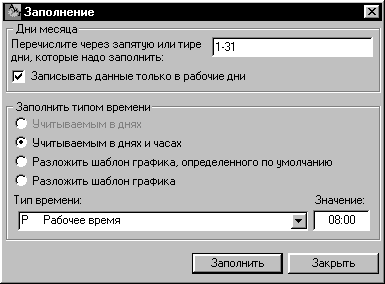 Заполнение
Дни месяца
Перечислите через запятую или тире
дни, которые надо заполнить:
1-31
Записывать данные только в рабочие дни
Заполнить типом времени
Учитываемым в днях
Учитываемым в днях и часах
Разложить шаблон графика, определенного по умолчанию
Разложить шаблон графика
Тип времени:
Значение:
Р Рабочее время
08:00
Заполнить
Закрыть